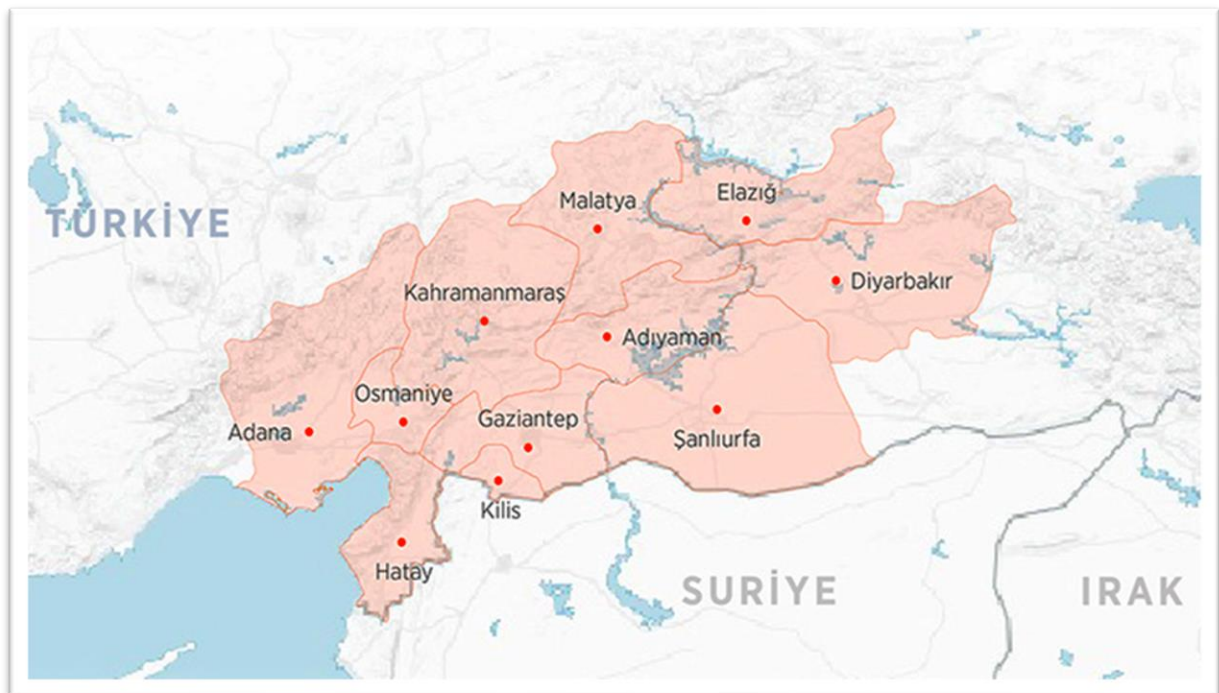 Elazığ
Malatya
TÜRKİYE
Diyarbakır
Kahramanmaraş
Adıyaman
Osmaniye
Gaziantep
Adana
Şanlıurfa
Kilis
Hatay
SURİYE
IRAK